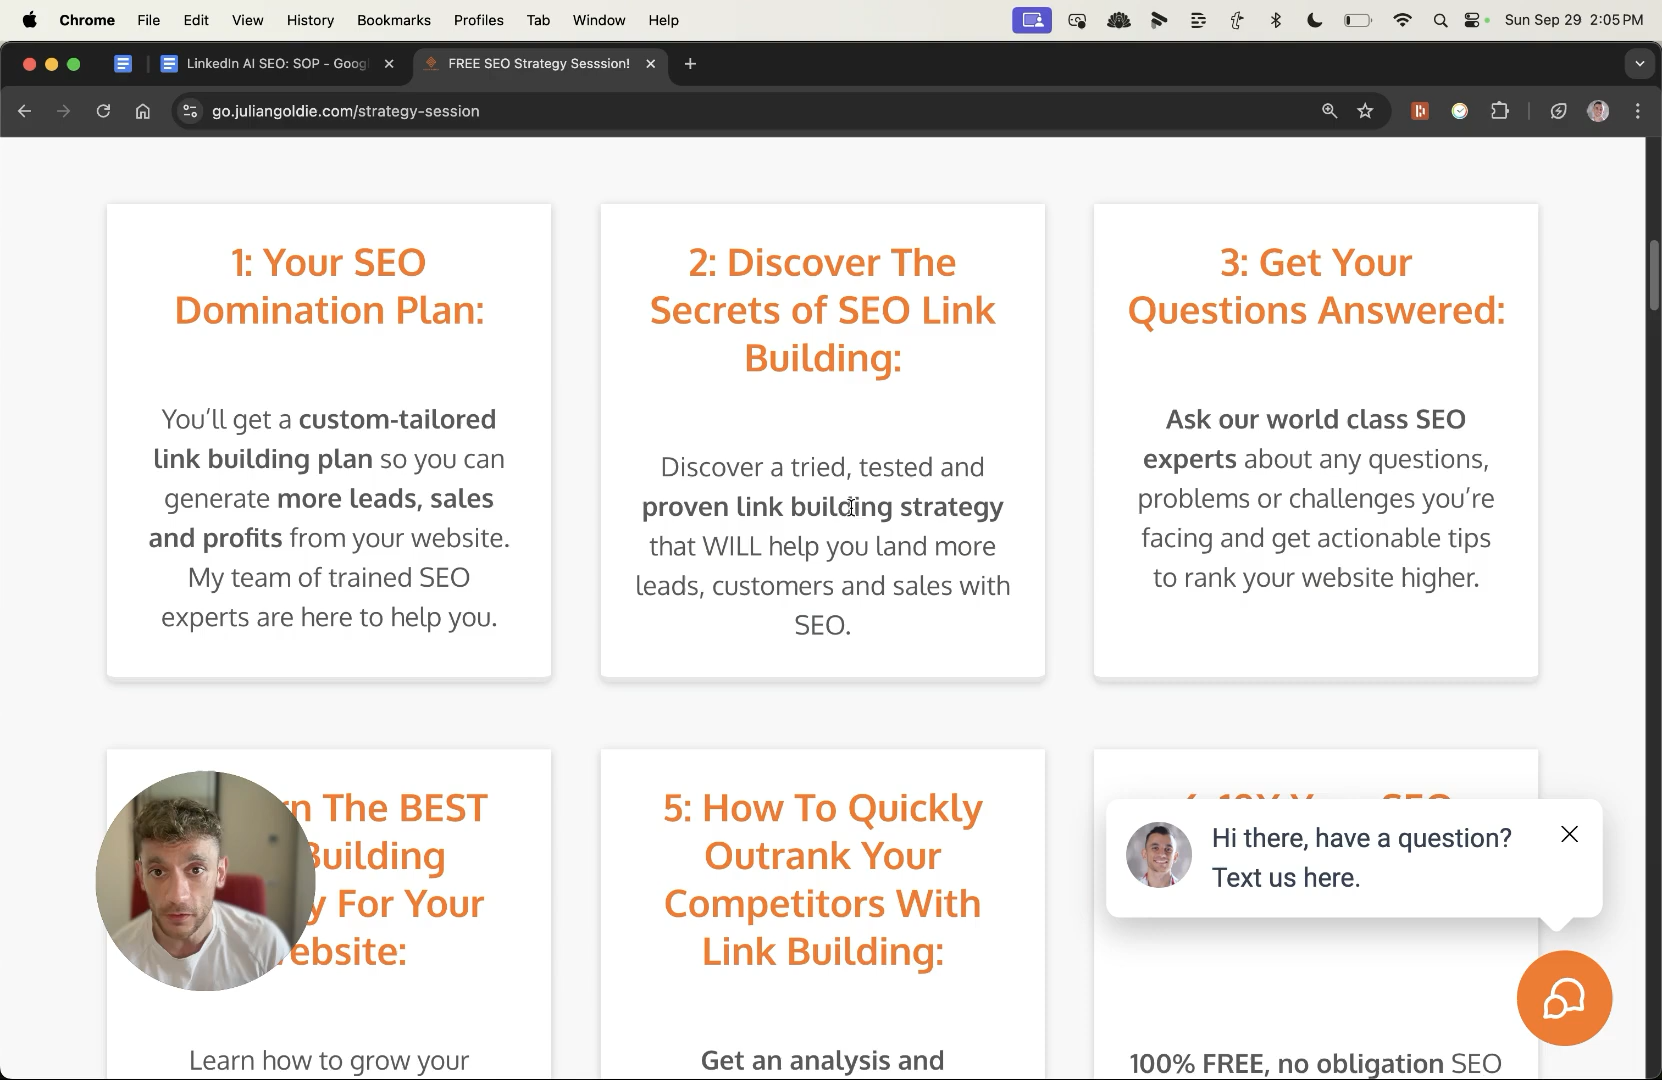 Chrome File Edit View History Bookmarks Profiles Tab Window Help Sun Sep 29 2:05 PM
LinkedIn AI SEO: SOP - Goog FREE SEO Strategy Sesssion!
go.juliangoldie.com/strategy-session
1: Your SEO
Domination Plan:
You'll get a custom-tailored
link building plan so you can
generate more leads, sales
and profits from your website.
My team of trained SEO
experts are here to help you.
2: Discover The
Secrets of SEO Link
Building:
Discover a tried, tested and
proven link building strategy
that WILL help you land more
leads, customers and sales with
SEO.
3: Get Your
Questions Answered:
Ask our world class SEO
experts about any questions,
problems or challenges you're
facing and get actionable tips
to rank your website higher.
The BEST
Building
For Your
Learn how to grow your
5: How To Quickly
Outrank Your
Competitors With
Link Building:
Get an analysis and
Hi there, have a question?
Text us here.
100% FREE, no obligation SEO